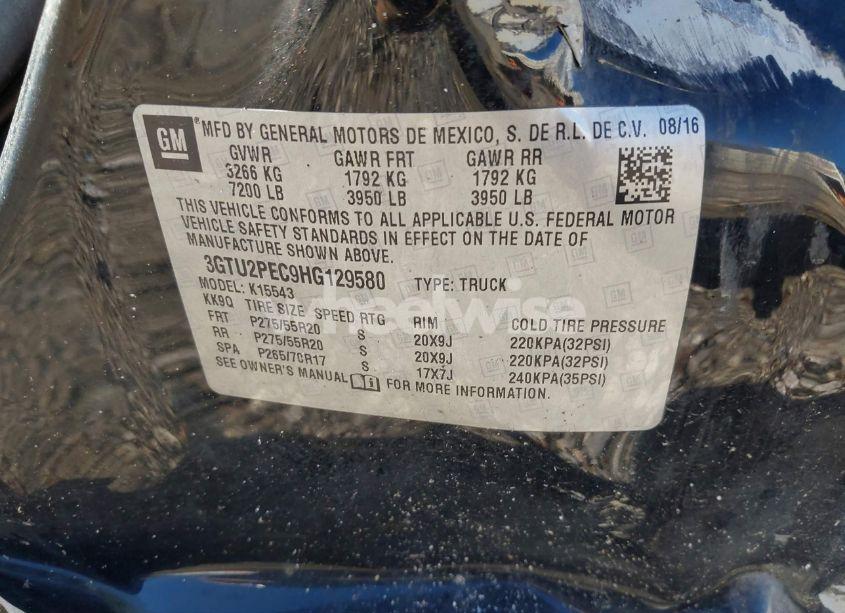 GM ®MFD BY GENERAL MOTORS DE MEXICO, S. DE R.L. DE C.V. 08/16
GVWR GAWR FRT GAWR RR
3266 KG 1792 KG 1792 KG
7200 LB 3950 LB 3950 LB
THIS VEHICLE CONFORMS TO ALL APPLICABLE U.S. FEDERAL MOTOR
VEHICLE SAFETY STANDARDS IN EFFECT ON THE DATE OF
MANUFACTURE SHOWN ABOVE.
3GTU2PEC9HG129580 TYPE: TRUCK
MODEL: K15543
KK9Q TIRE SIZE SPEED RTG RIM COLD TIRE PRESSURE
FRT P275/55R20 S 20X9J 220KPA(32PSI)
RR P275/55R20 S 20X9J 220KPA(32PSI)
SPA P265/70R17 S 17X7J 240KPA(35PSI)
SEE OWNER'S MANUAL FOR MORE INFORMATION.